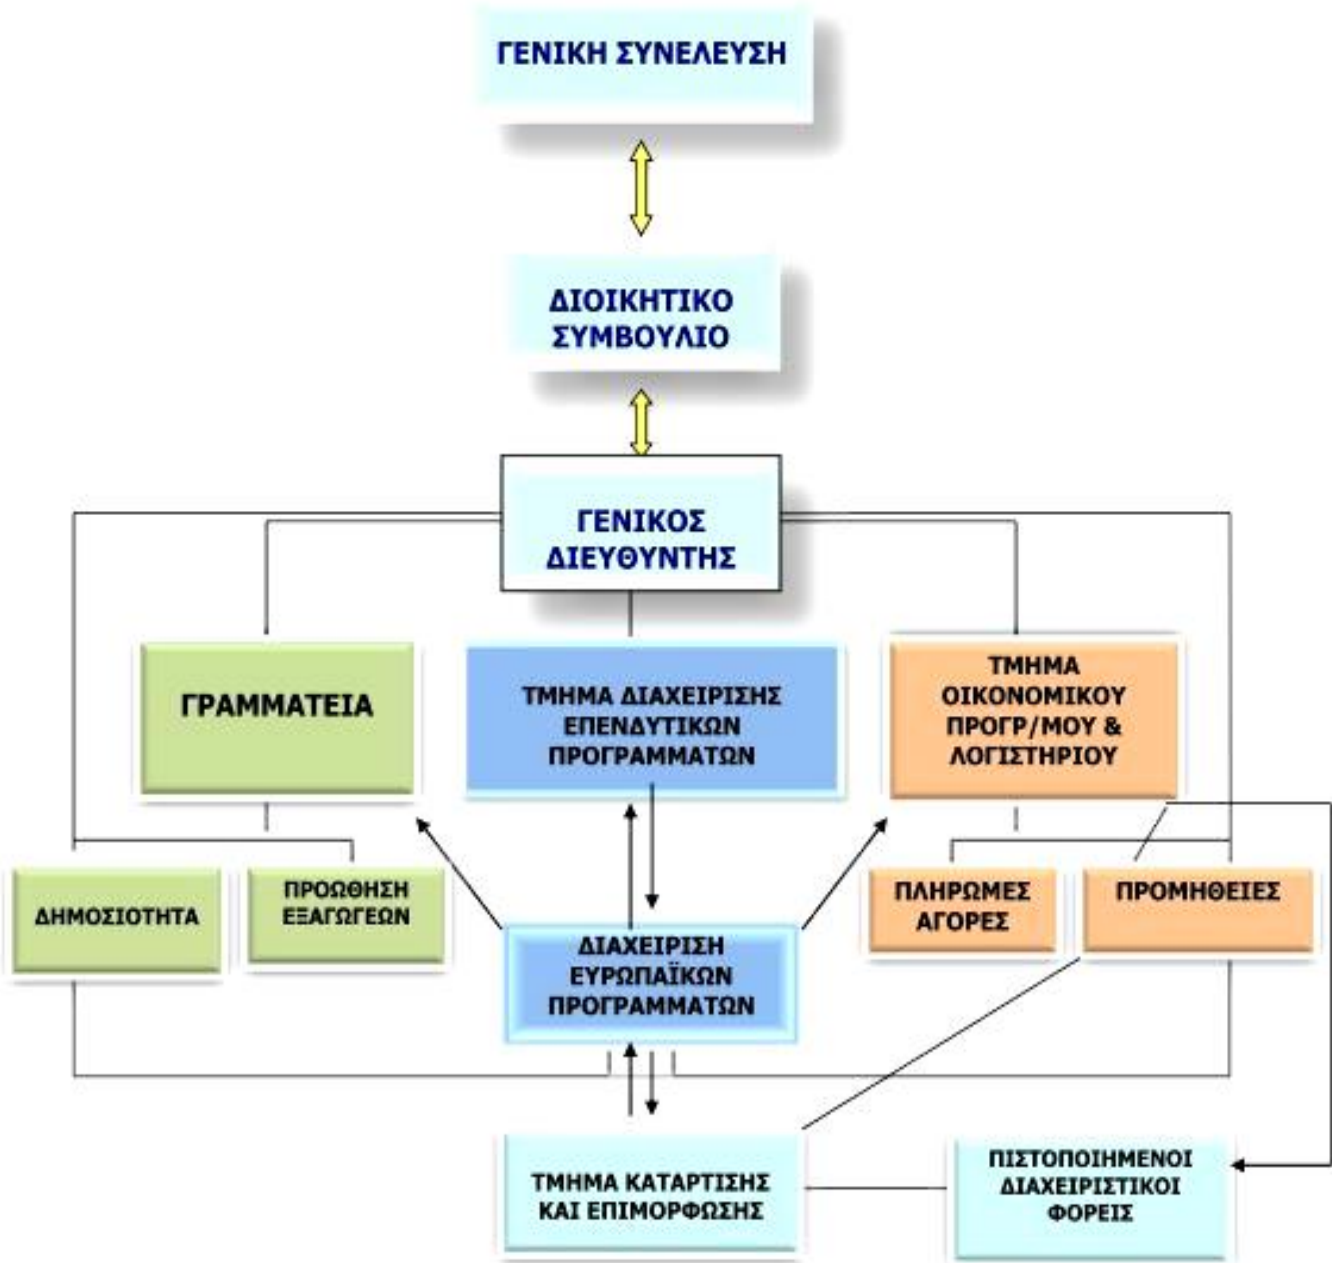 ΓΕΝΙΚΗ ΣΥΝΕΛΕΥΣΗ
ΔΙΟΙΚΗΤΙΚΟ
ΣΥΜΒΟΥΛΙΟ
ΓΕΝΙΚΟΣ
ΔΙΕΥΘΥΝΤΗΣ
ΓΡΑΜΜΑΤΕΙΑ
ΤΜΗΜΑ ΔΙΑΧΕΙΡΙΣΗΣ
ΕΠΕΝΔΥΤΙΚΩΝ
ΠΡΟΓΡΑΜΜΑΤΩΝ
ΤΜΗΜΑ
ΟΙΚΟΝΟΜΙΚΟΥ
ΠΡΟΓΡ/ΜΟΥ &
ΛΟΓΙΣΤΗΡΙΟΥ
ΔΗΜΟΣΙΟΤΗΤΑ
ΠΡΟΩΘΗΣΗ
ΕΞΑΓΩΓΕΩΝ
ΔΙΑΧΕΙΡΙΣΗ
ΕΥΡΩΠΑΪΚΩΝ
ΠΡΟΓΡΑΜΜΑΤΩΝ
ΠΛΗΡΩΜΕΣ
ΑΓΟΡΕΣ
ΠΡΟΜΗΘΕΙΕΣ
ΤΜΗΜΑ ΚΑΤΑΡΤΙΣΗΣ
ΚΑΙ ΕΠΙΜΟΡΦΩΣΗΣ
ΠΙΣΤΟΠΟΙΗΜΕΝΟΙ
ΔΙΑΧΕΙΡΙΣΤΙΚΟΙ
ΦΟΡΕΙΣ